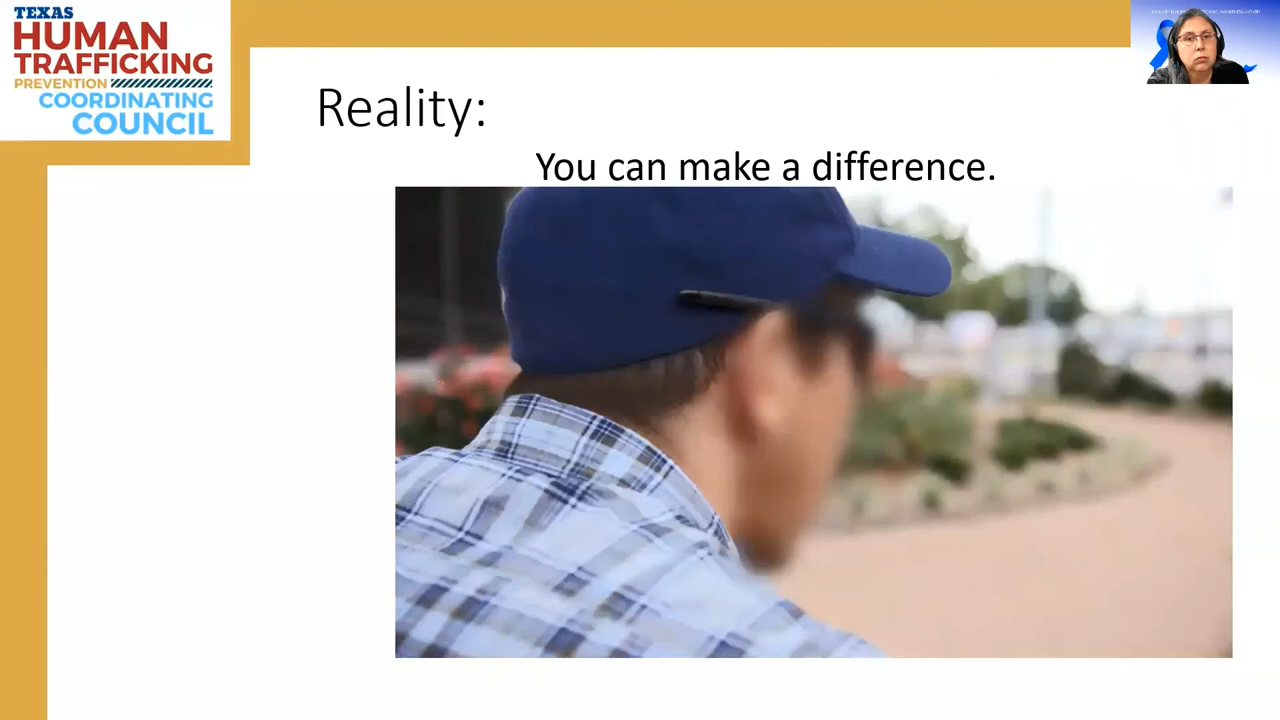 TEXAS
HUMAN
TRAFFICKING
PREVENTION
COORDINATING
COUNCIL
Reality:
You can make a difference.